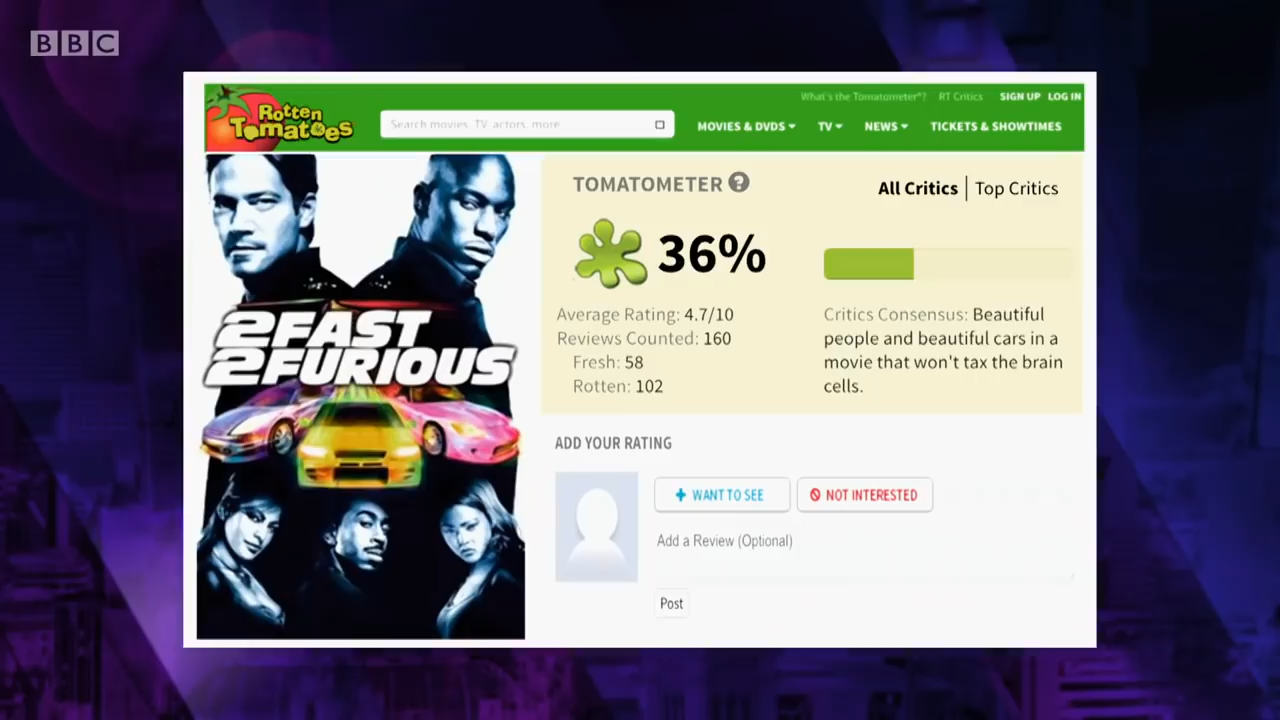 BBC
Rotten
Tomatoes
Search movies, TV, actors, more
What's the Tomatometer®?
RT Critics
SIGN UP
LOG IN
MOVIES & DVDS
TV
NEWS
TICKETS & SHOWTIMES
2FAST
2FURIOUS
TOMATOMETER ?
All Critics | Top Critics
36%
Average Rating: 4.7/10
Reviews Counted: 160
Fresh: 58
Rotten: 102
Critics Consensus: Beautiful
people and beautiful cars in a
movie that won't tax the brain
cells.
ADD YOUR RATING
WANT TO SEE
NOT INTERESTED
Add a Review (Optional)
Post